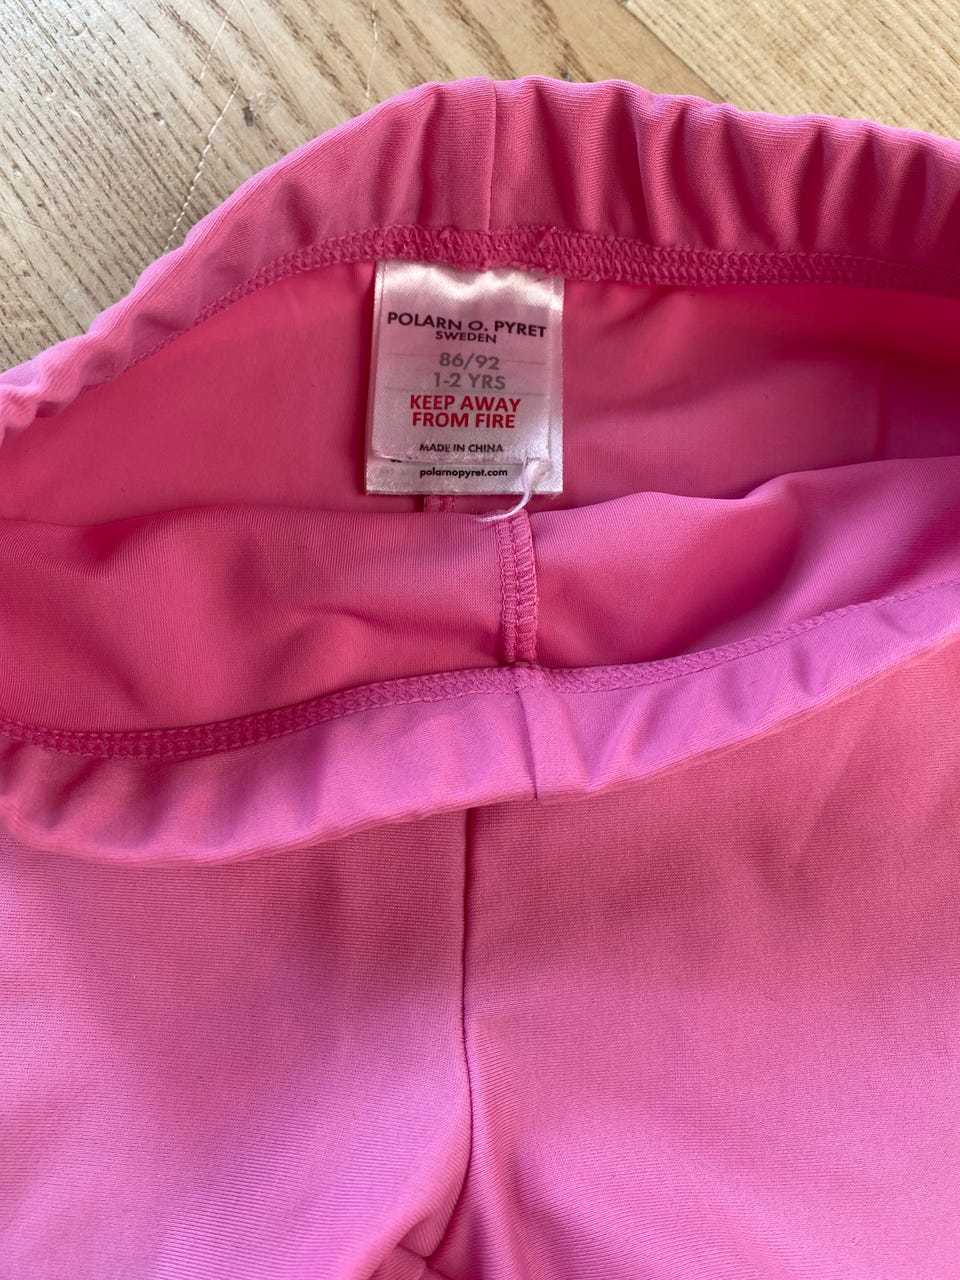 POLARN O. PYRET
SWEDEN
86/92
1-2 YRS
KEEP AWAY
FROM FIRE
MADE IN CHINA
polarnopyret.com